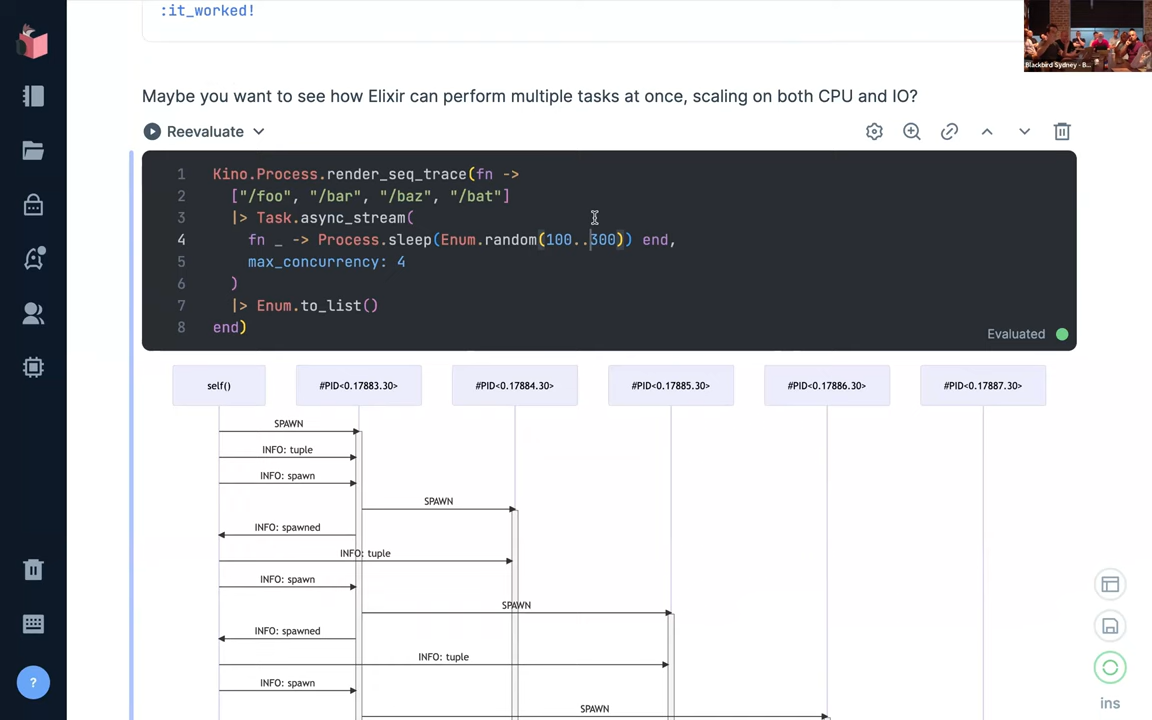 :it_worked!
Blackbird Sydney - B...
Maybe you want to see how Elixir can perform multiple tasks at once, scaling on both CPU and IO?
Reevaluate
1 Kino.Process.render_seq_trace(fn ->
2 ["/foo", "/bar", "/baz", "/bat"]
3 |> Task.async_stream(
4 fn _ -> Process.sleep(Enum.random(100..300)) end,
5 max_concurrency: 4
6 )
7 |> Enum.to_list()
8 end)
Evaluated
self() #PID<0.17883.30> #PID<0.17884.30> #PID<0.17885.30> #PID<0.17886.30> #PID<0.17887.30>
SPAWN
INFO: tuple
INFO: spawn
SPAWN
INFO: spawned
INFO: tuple
INFO: spawn
SPAWN
INFO: spawned
INFO: tuple
INFO: spawn
SPAWN
?
ins